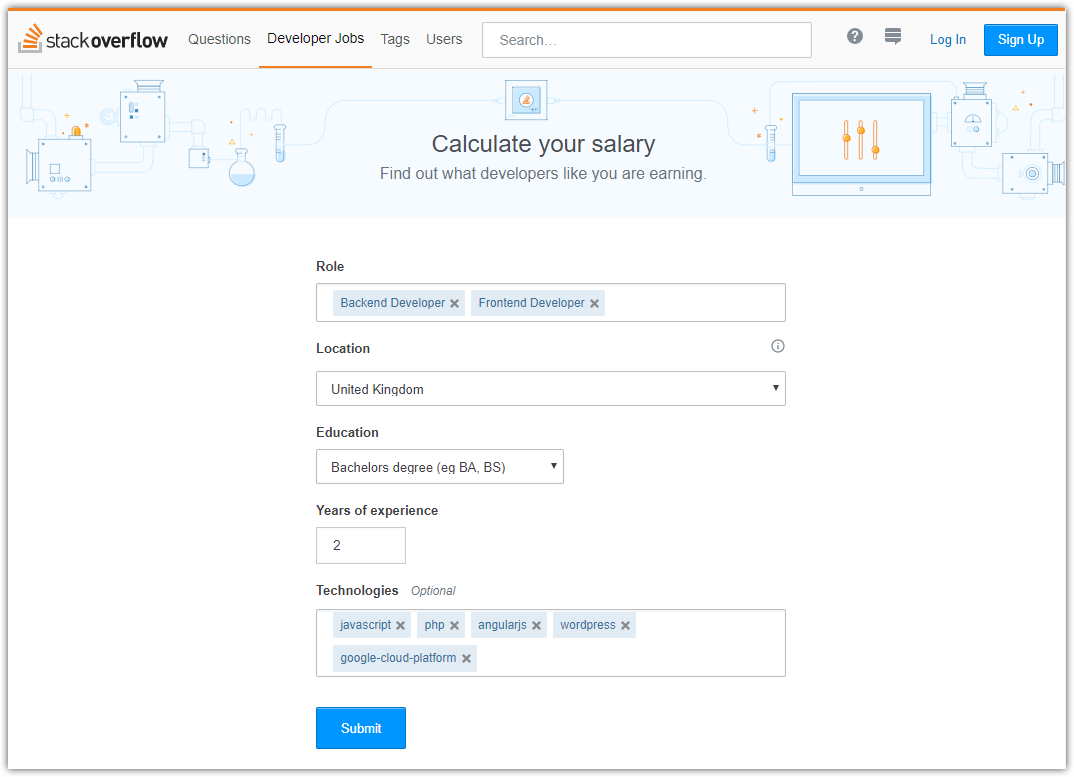 stackoverflow Questions Developer Jobs Tags Users Search... ? Log In Sign Up
Calculate your salary
Find out what developers like you are earning.
Role
Backend Developer × Frontend Developer ×
Location
United Kingdom
Education
Bachelors degree (eg BA, BS)
Years of experience
2
Technologies Optional
javascript × php × angularjs × wordpress ×
google-cloud-platform ×
Submit